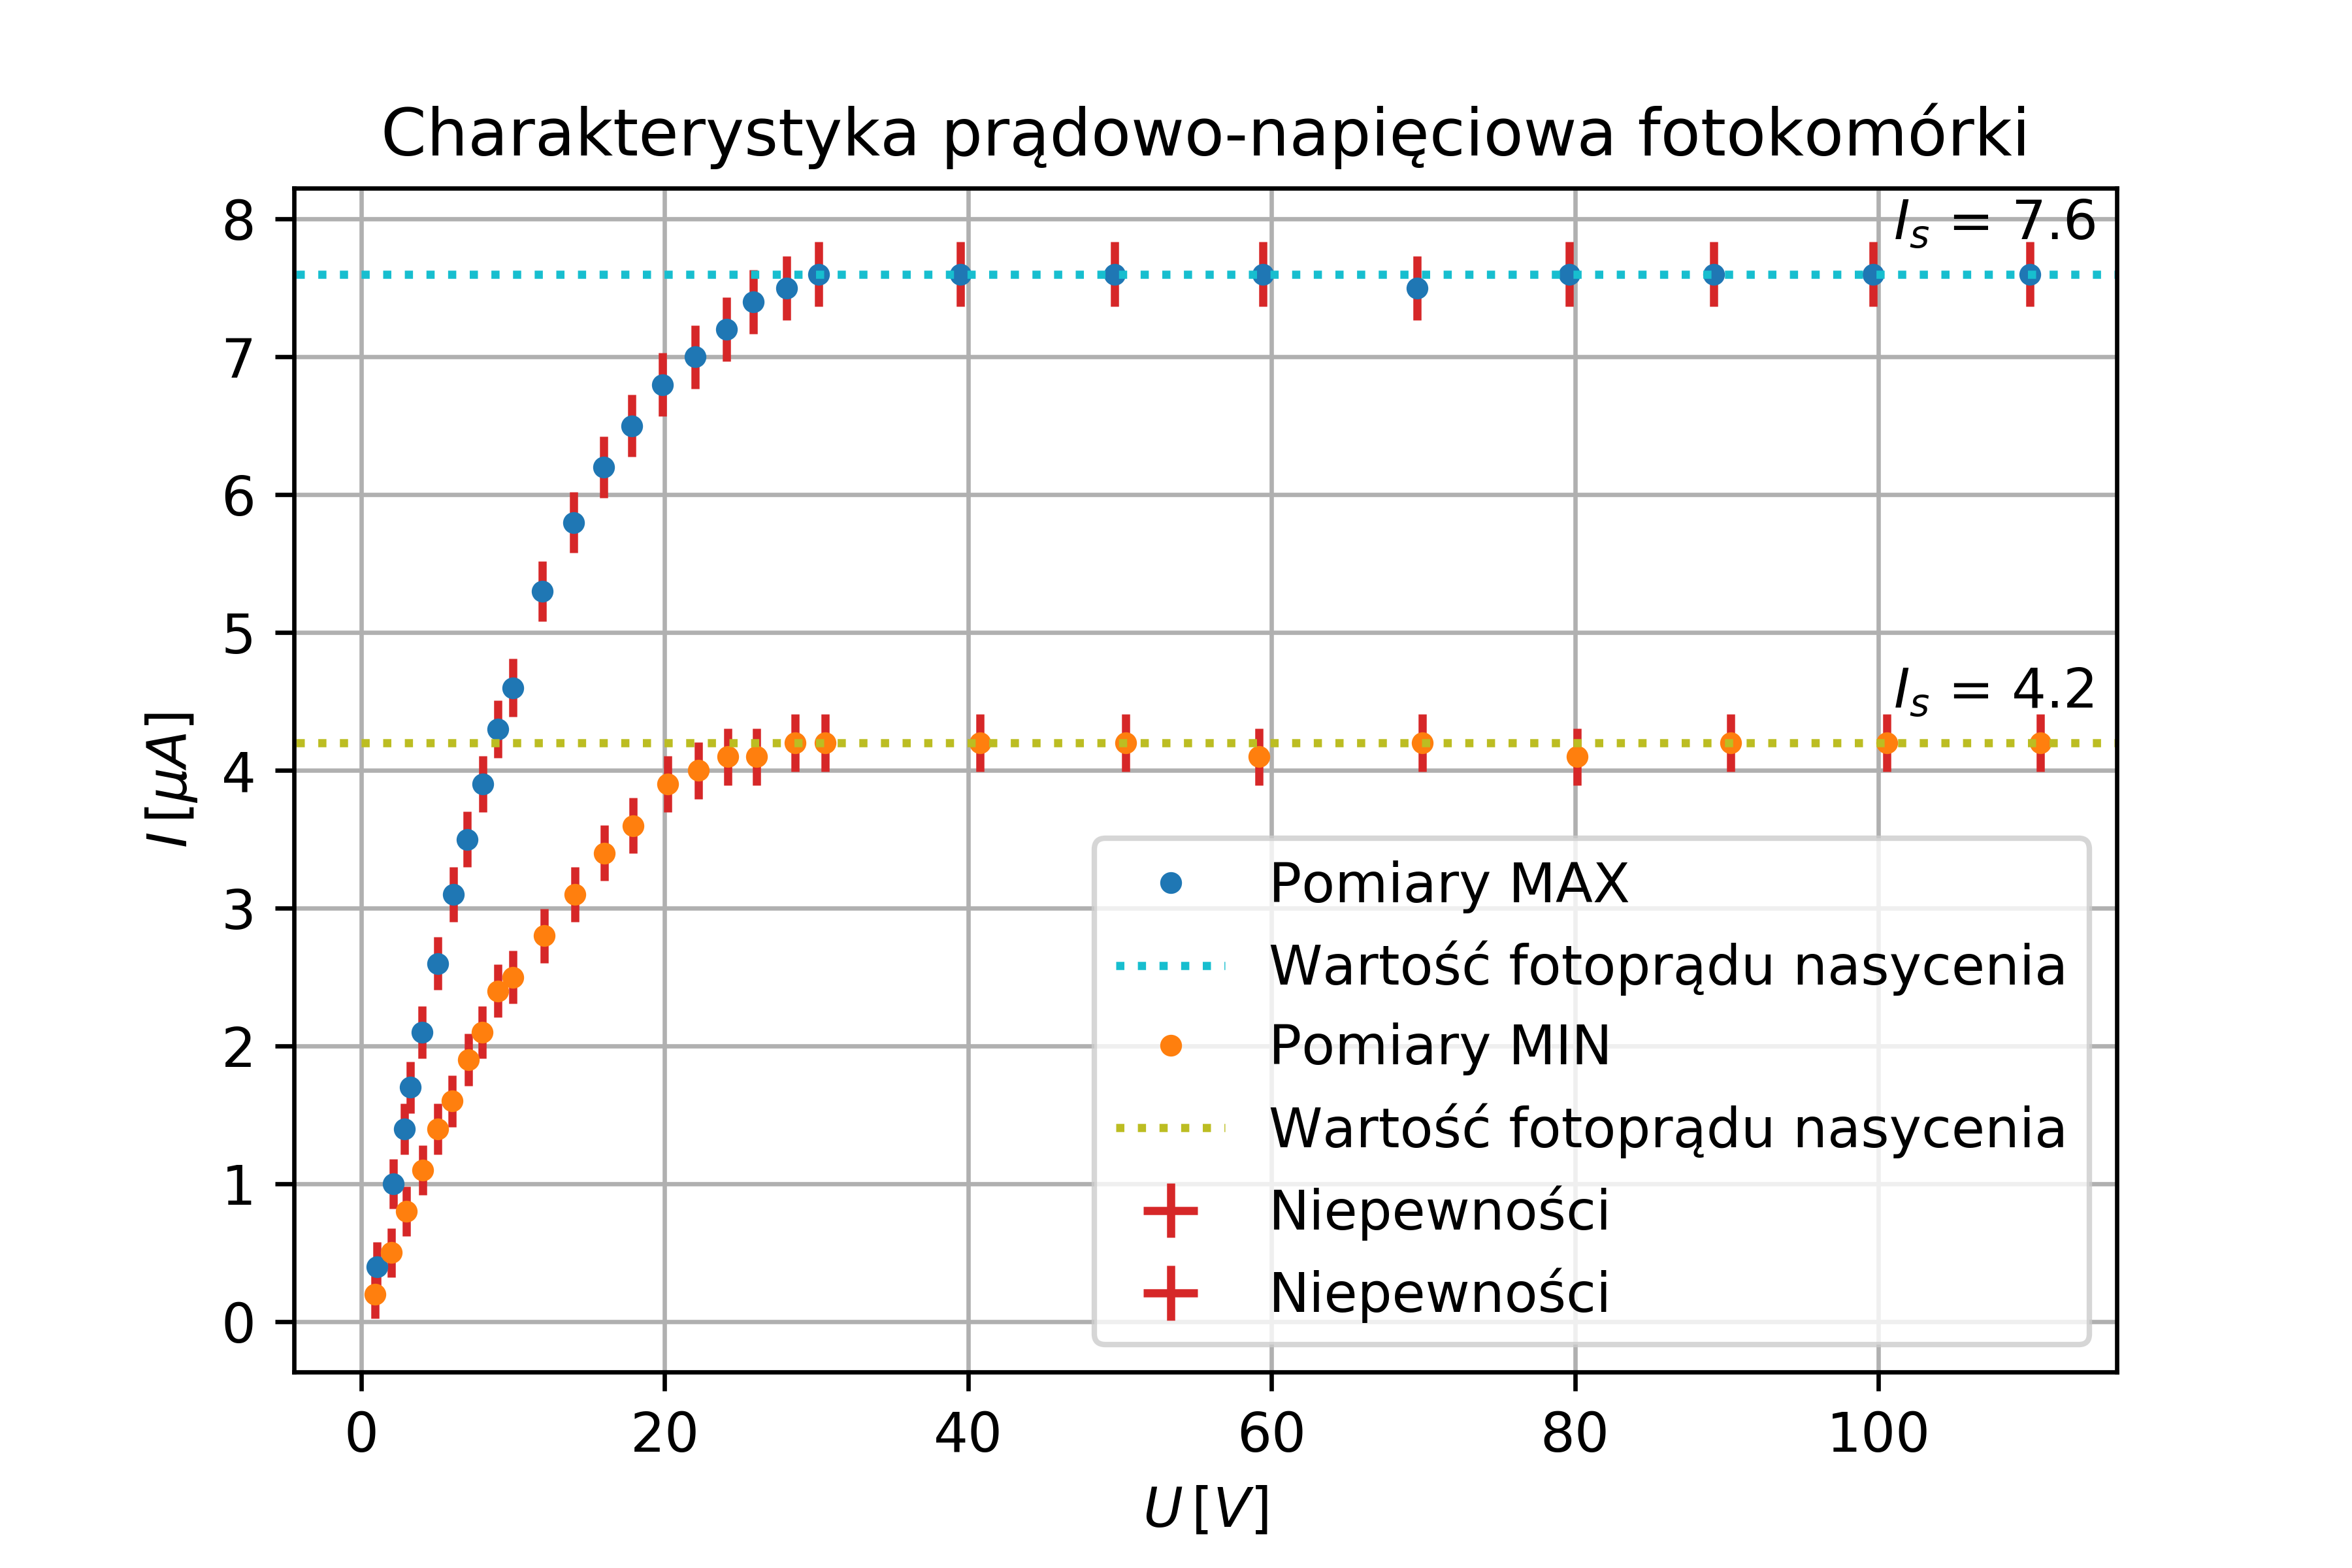 Charakterystyka prądowo-napięciowa fotokomórki
8
7
6
5
4
3
2
1
0
I [μA]
I_s = 7.6
I_s = 4.2
Pomiary MAX
Wartość fotoprądu nasycenia
Pomiary MIN
Wartość fotoprądu nasycenia
Niepewności
Niepewności
0 20 40 60 80 100
U [V]